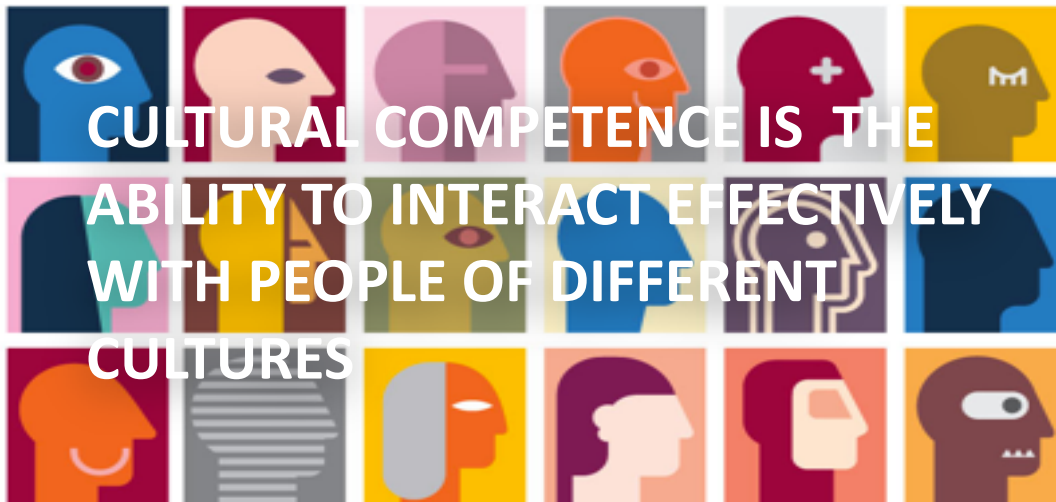 CULTURAL COMPETENCE IS  THE
ABILITY TO INTERACT EFFECTIVELY
WITH PEOPLE OF DIFFERENT
CULTURES